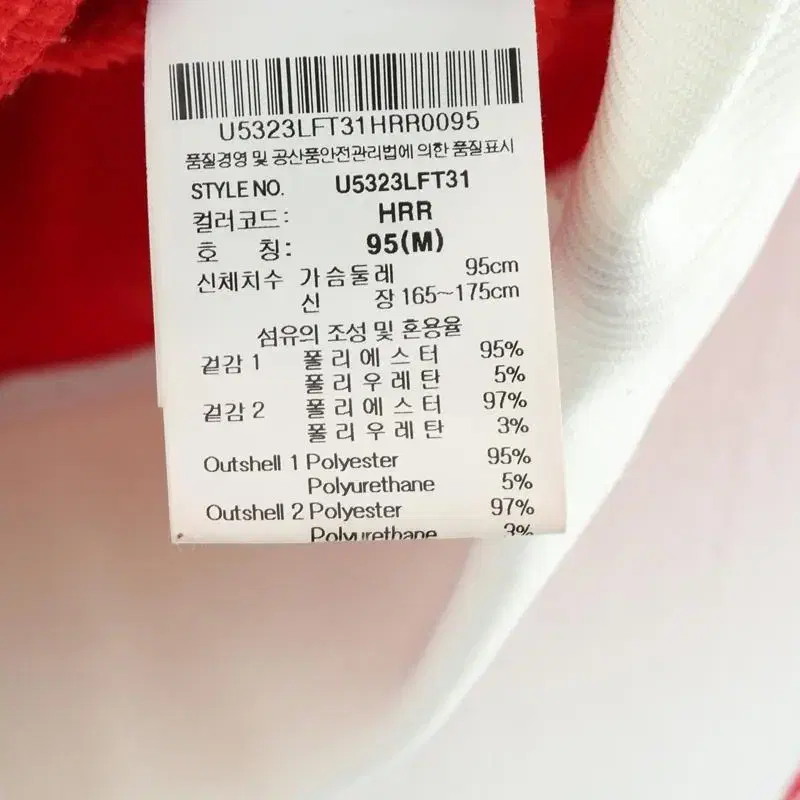 U5323LFT31HRR0095
품질경영 및 공산품안전관리법에 의한 품질표시
STYLE NO. U5323LFT31
컬러코드: HRR
호 칭: 95(M)
신체치수 가슴둘레 95cm
신 장 165~175cm
섬유의 조성 및 혼용율
겉감 1 폴리에스터 95%
폴리우레탄 5%
겉감 2 폴리에스터 97%
폴리우레탄 3%
Outshell 1 Polyester 95%
Polyurethane 5%
Outshell 2 Polyester 97%
Polyurethane 3%